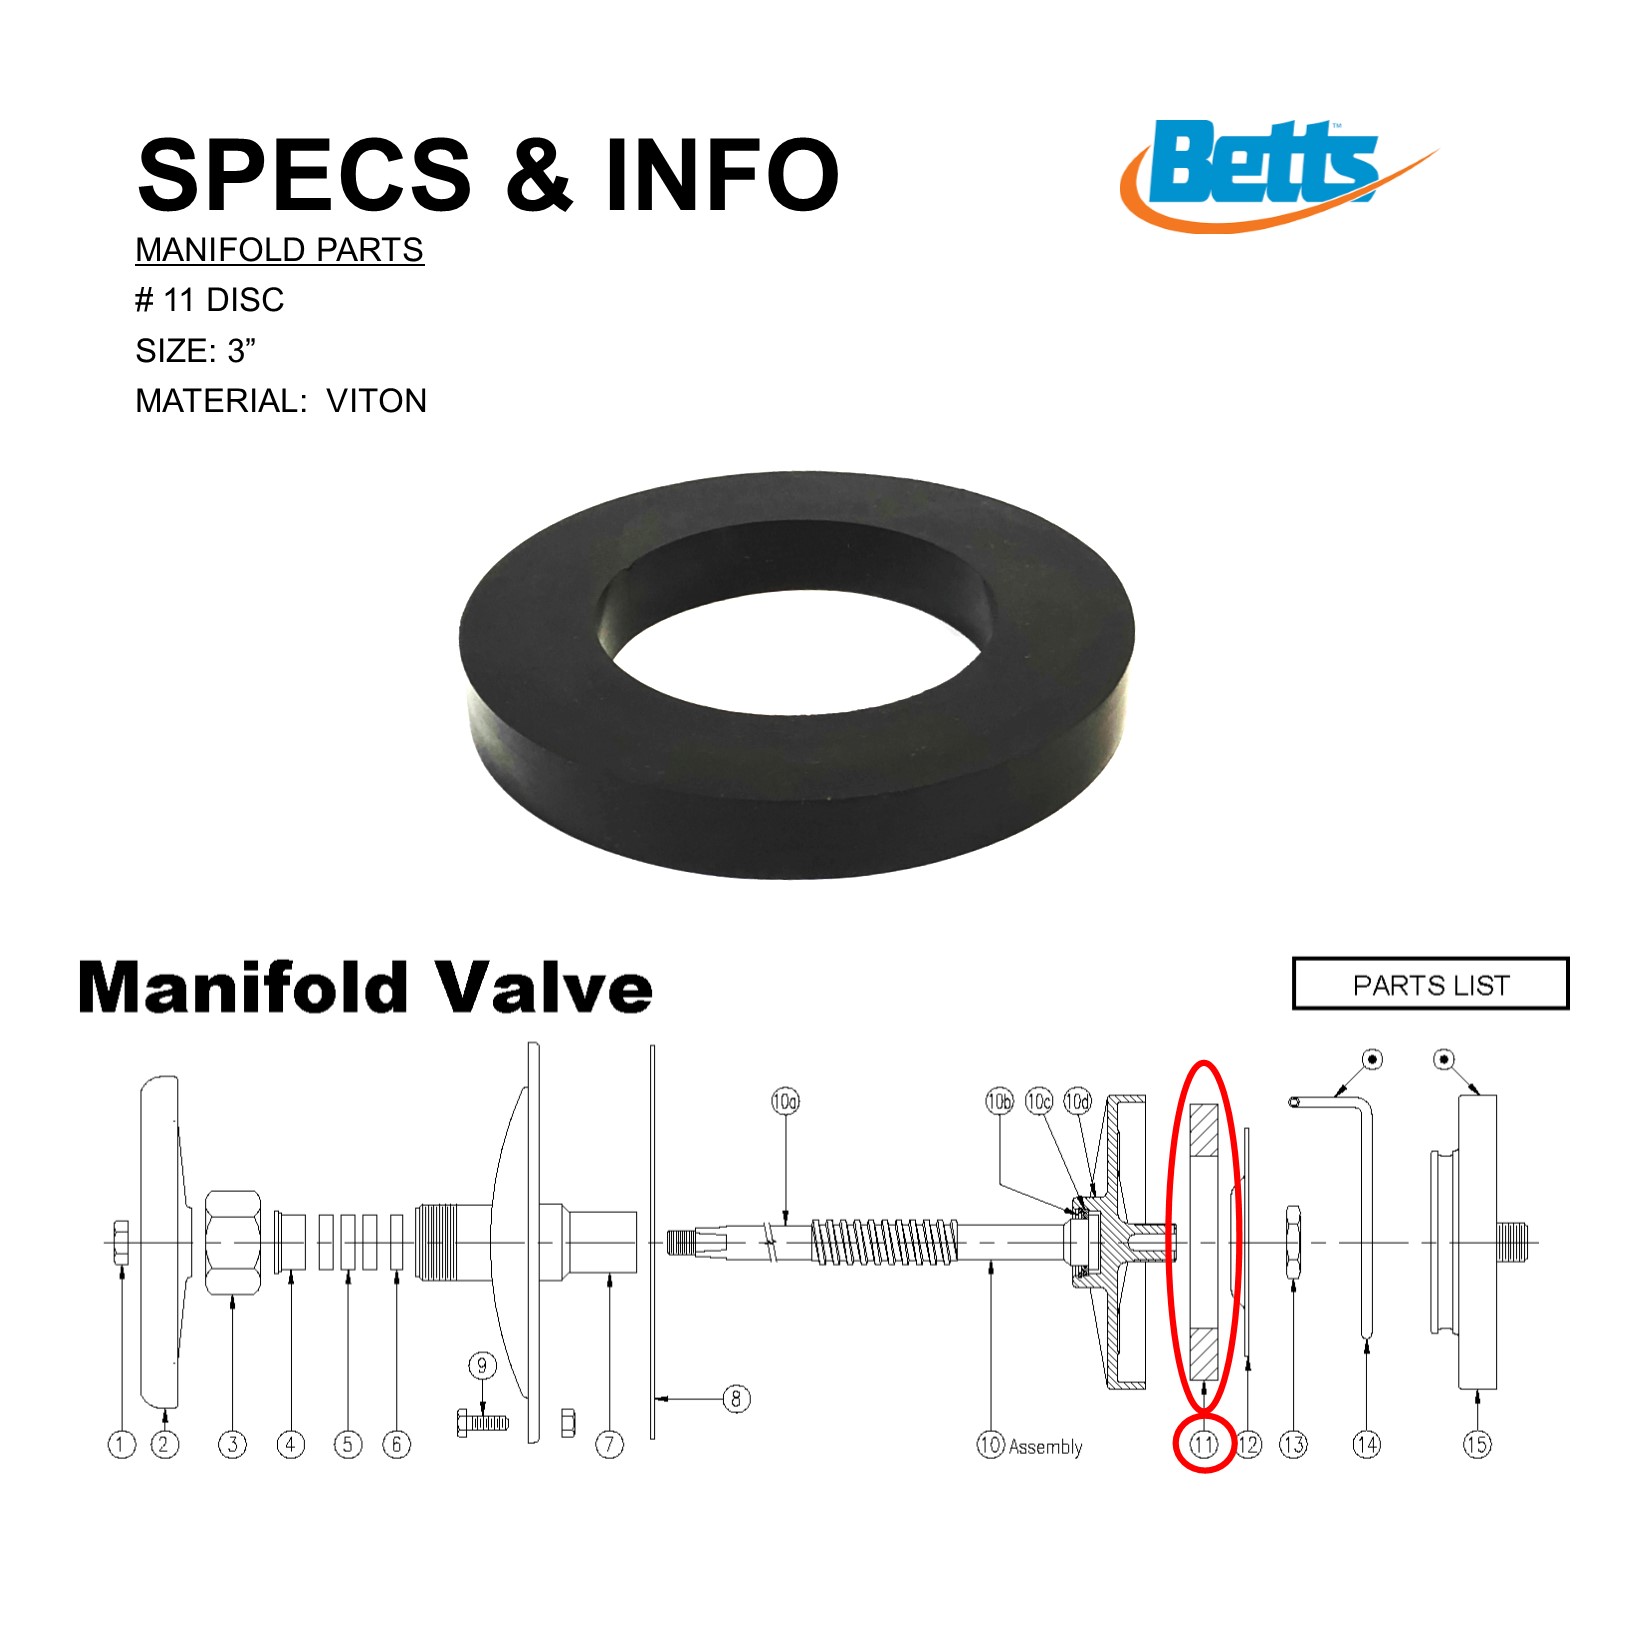 SPECS & INFO
Betts™
MANIFOLD PARTS
# 11 DISC
SIZE: 3”
MATERIAL:  VITON
Manifold Valve
PARTS LIST
10a
10b
10c
10d
9
8
1
2
3
4
5
6
7
10 Assembly
11
12
13
14
15